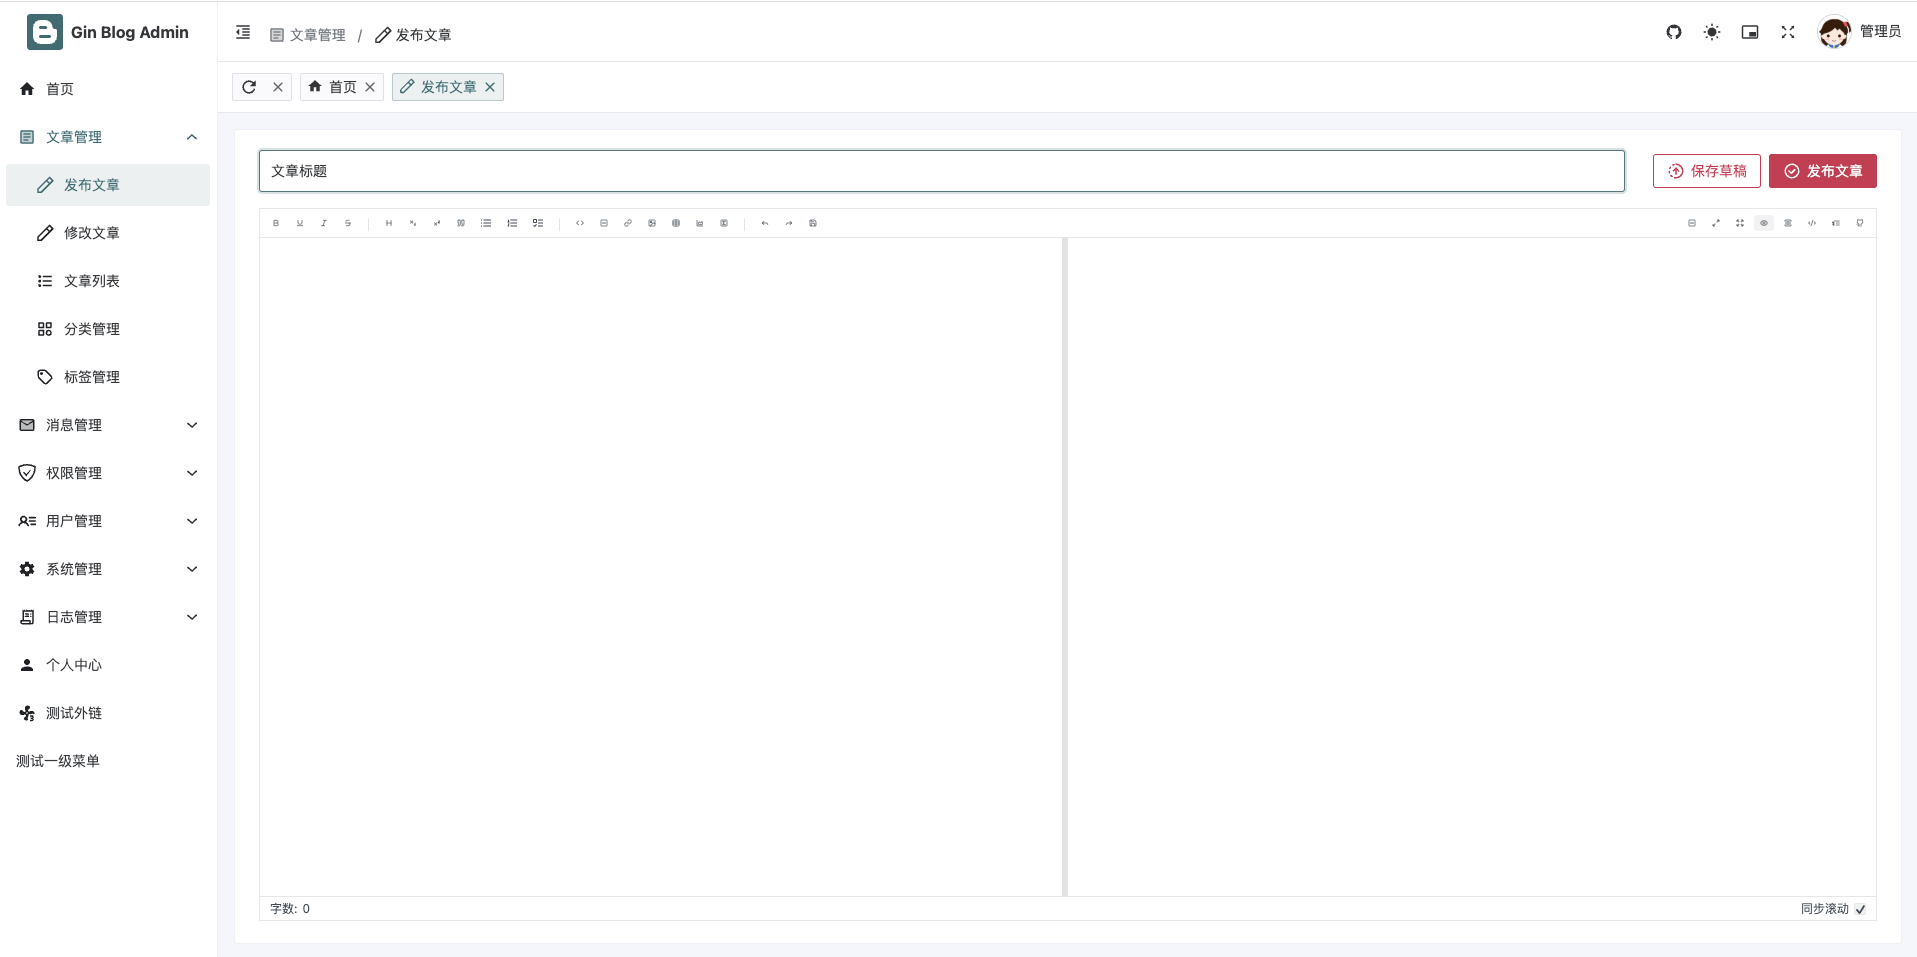 Gin Blog Admin
文章管理 / 发布文章
管理员
首页 发布文章
首页
文章管理
发布文章
修改文章
文章列表
分类管理
标签管理
消息管理
权限管理
用户管理
系统管理
日志管理
个人中心
测试外链
测试一级菜单
文章标题
保存草稿
发布文章
字数: 0
同步滚动